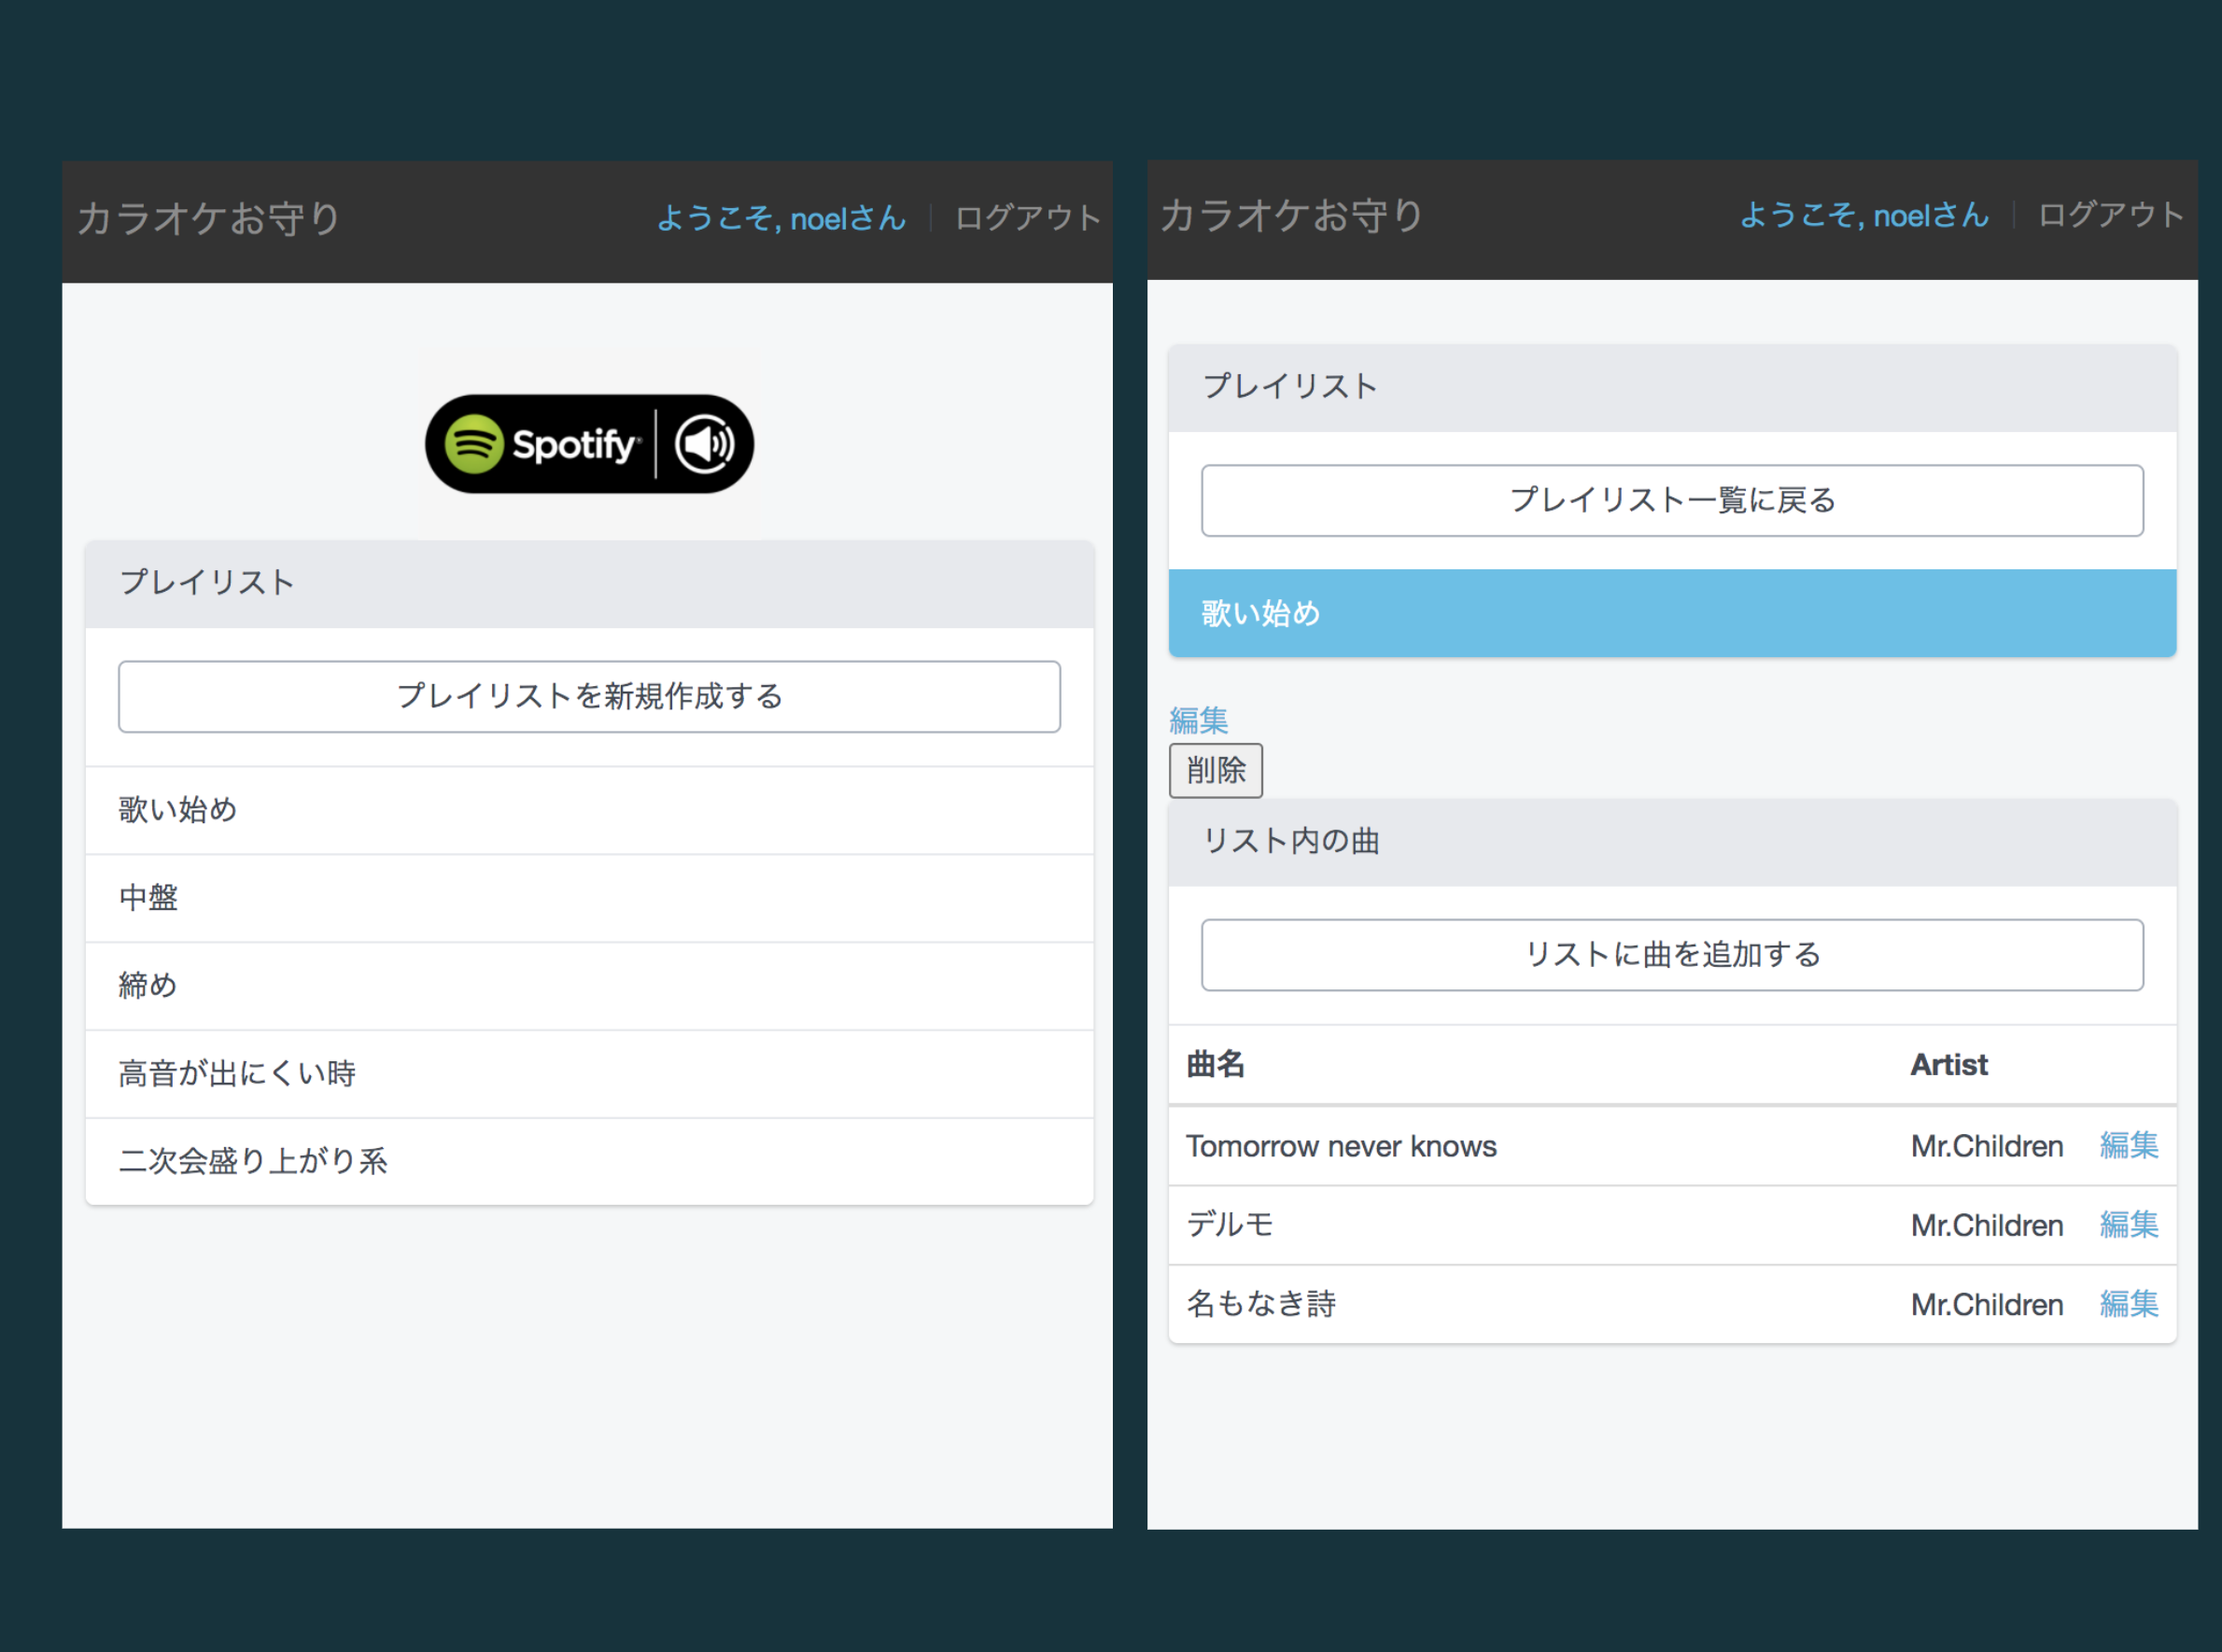 カラオケお守り
ようこそ, noelさん
ログアウト
Spotify
プレイリスト
プレイリストを新規作成する
歌い始め
中盤
締め
高音が出にくい時
二次会盛り上がり系
カラオケお守り
ようこそ, noelさん
ログアウト
プレイリスト
プレイリスト一覧に戻る
歌い始め
編集
削除
リスト内の曲
リストに曲を追加する
曲名 Artist
Tomorrow never knows Mr.Children 編集
デルモ Mr.Children 編集
名もなき詩 Mr.Children 編集